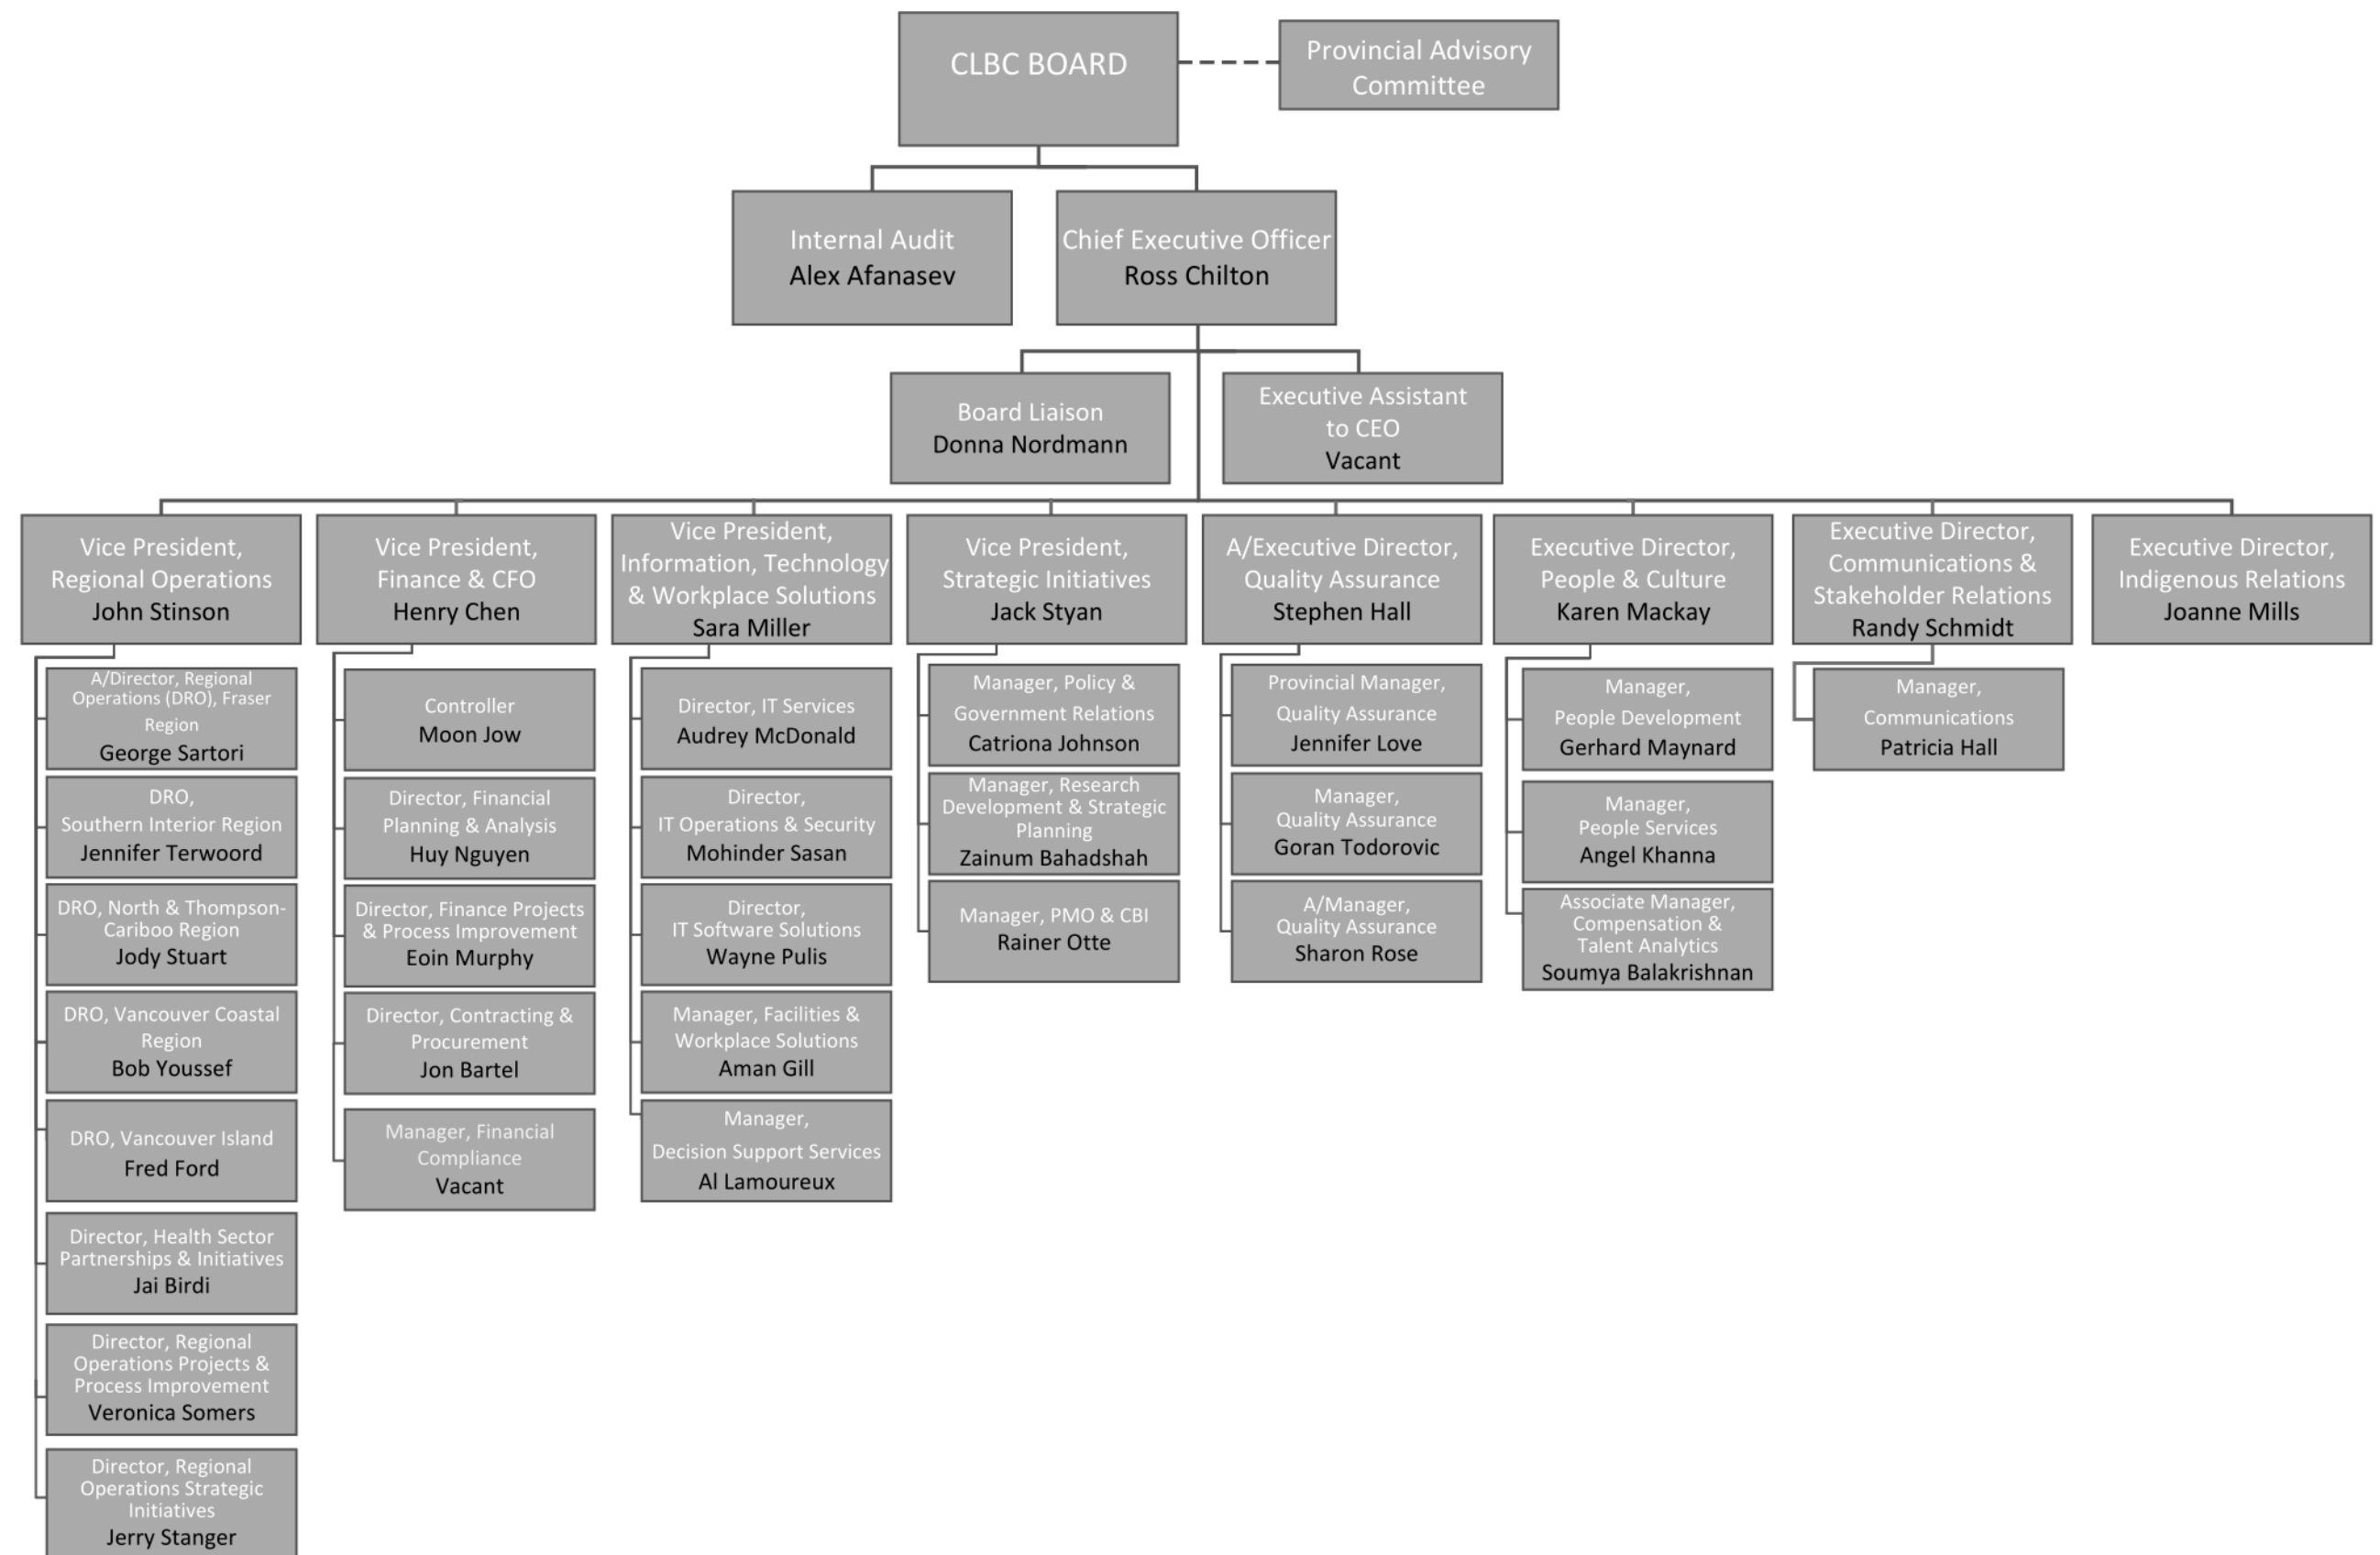 CLBC BOARD
Provincial Advisory
Committee
Internal Audit
Alex Afanasev
Chief Executive Officer
Ross Chilton
Board Liaison
Donna Nordmann
Executive Assistant
to CEO
Vacant
Vice President,
Regional Operations
John Stinson
Vice President,
Finance & CFO
Henry Chen
Vice President,
Information, Technology
& Workplace Solutions
Sara Miller
Vice President,
Strategic Initiatives
Jack Styan
A/Executive Director,
Quality Assurance
Stephen Hall
Executive Director,
People & Culture
Karen Mackay
Executive Director,
Communications &
Stakeholder Relations
Randy Schmidt
Executive Director,
Indigenous Relations
Joanne Mills
A/Director, Regional
Operations (DRO), Fraser
Region
George Sartori
DRO,
Southern Interior Region
Jennifer Terwoord
DRO, North & Thompson-
Cariboo Region
Jody Stuart
DRO, Vancouver Coastal
Region
Bob Youssef
DRO, Vancouver Island
Fred Ford
Director, Health Sector
Partnerships & Initiatives
Jai Birdi
Director, Regional
Operations Projects &
Process Improvement
Veronica Somers
Director, Regional
Operations Strategic
Initiatives
Jerry Stanger
Controller
Moon Jow
Director, Financial
Planning & Analysis
Huy Nguyen
Director, Finance Projects
& Process Improvement
Eoin Murphy
Director, Contracting &
Procurement
Jon Bartel
Manager, Financial
Compliance
Vacant
Director, IT Services
Audrey McDonald
Director,
IT Operations & Security
Mohinder Sasan
Director,
IT Software Solutions
Wayne Pulis
Manager, Facilities &
Workplace Solutions
Aman Gill
Manager,
Decision Support Services
Al Lamoureux
Manager, Policy &
Government Relations
Catriona Johnson
Manager, Research
Development & Strategic
Planning
Zainum Bahadshah
Manager, PMO & CBI
Rainer Otte
Provincial Manager,
Quality Assurance
Jennifer Love
Manager,
Quality Assurance
Goran Todorovic
A/Manager,
Quality Assurance
Sharon Rose
Manager,
People Development
Gerhard Maynard
Manager,
People Services
Angel Khanna
Associate Manager,
Compensation &
Talent Analytics
Soumya Balakrishnan
Manager,
Communications
Patricia Hall